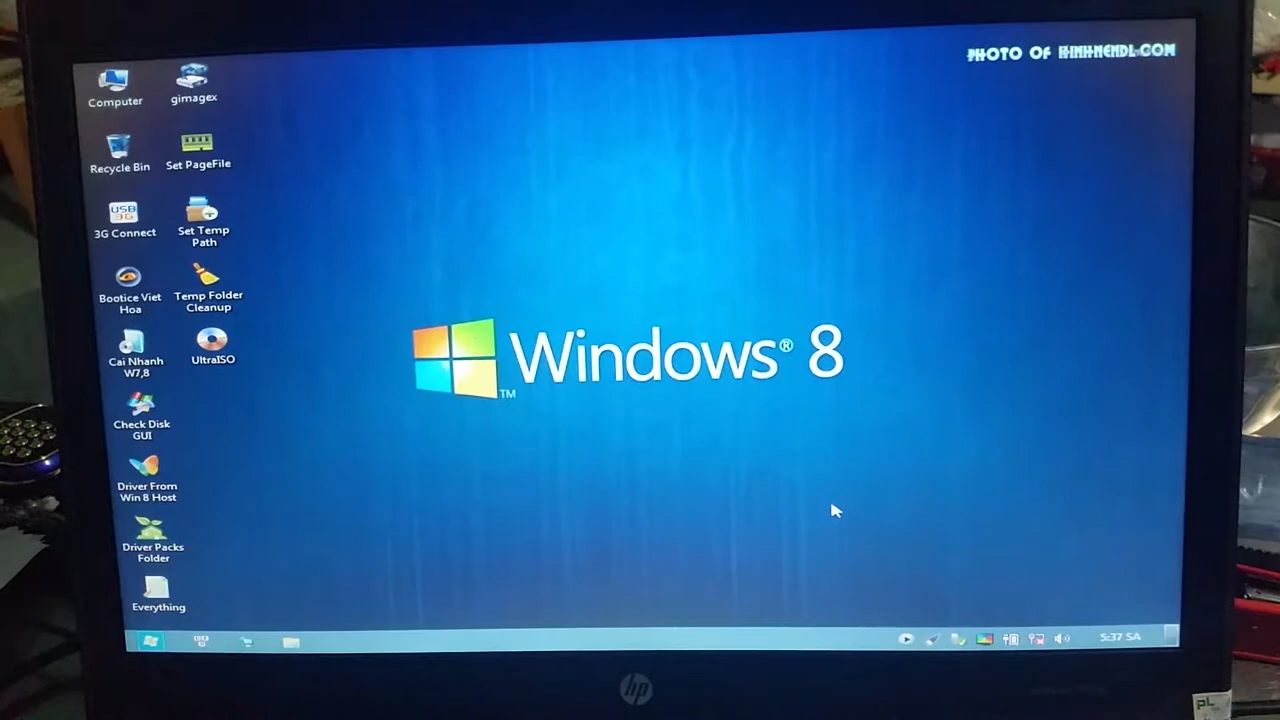 PHOTO OF HINHNENDL.COM
Computer
gimagex
Recycle Bin
Set PageFile
USB
3G
3G Connect
Set Temp
Path
Bootice Viet
Hoa
Temp Folder
Cleanup
Cai Nhanh
W7,8
UltraISO
Windows® 8
TM
Check Disk
GUI
Driver From
Win 8 Host
Driver Packs
Folder
Everything
5:37 SA
hp